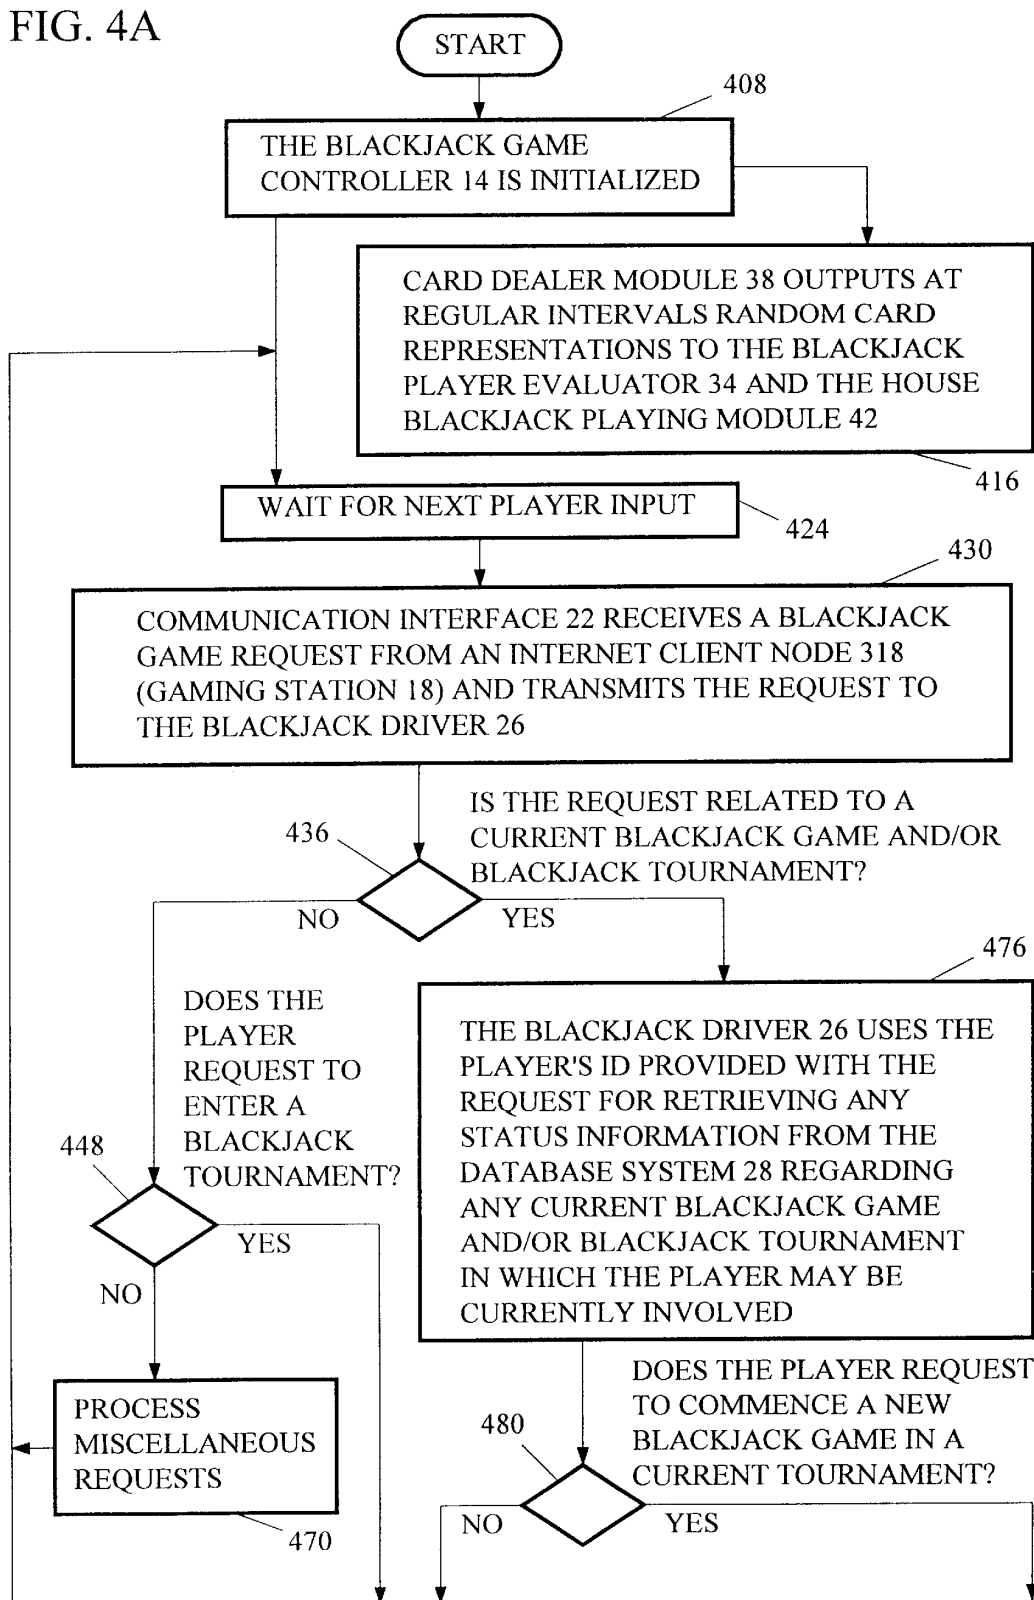 FIG. 4A
START
408
THE BLACKJACK GAME
CONTROLLER 14 IS INITIALIZED
CARD DEALER MODULE 38 OUTPUTS AT
REGULAR INTERVALS RANDOM CARD
REPRESENTATIONS TO THE BLACKJACK
PLAYER EVALUATOR 34 AND THE HOUSE
BLACKJACK PLAYING MODULE 42
416
WAIT FOR NEXT PLAYER INPUT
424
430
COMMUNICATION INTERFACE 22 RECEIVES A BLACKJACK
GAME REQUEST FROM AN INTERNET CLIENT NODE 318
(GAMING STATION 18) AND TRANSMITS THE REQUEST TO
THE BLACKJACK DRIVER 26
IS THE REQUEST RELATED TO A
CURRENT BLACKJACK GAME AND/OR
BLACKJACK TOURNAMENT?
436
NO
YES
476
DOES THE
PLAYER
REQUEST TO
ENTER A
BLACKJACK
TOURNAMENT?
448
YES
NO
THE BLACKJACK DRIVER 26 USES THE
PLAYER'S ID PROVIDED WITH THE
REQUEST FOR RETRIEVING ANY
STATUS INFORMATION FROM THE
DATABASE SYSTEM 28 REGARDING
ANY CURRENT BLACKJACK GAME
AND/OR BLACKJACK TOURNAMENT
IN WHICH THE PLAYER MAY BE
CURRENTLY INVOLVED
PROCESS
MISCELLANEOUS
REQUESTS
470
DOES THE PLAYER REQUEST
TO COMMENCE A NEW
BLACKJACK GAME IN A
CURRENT TOURNAMENT?
480
NO
YES